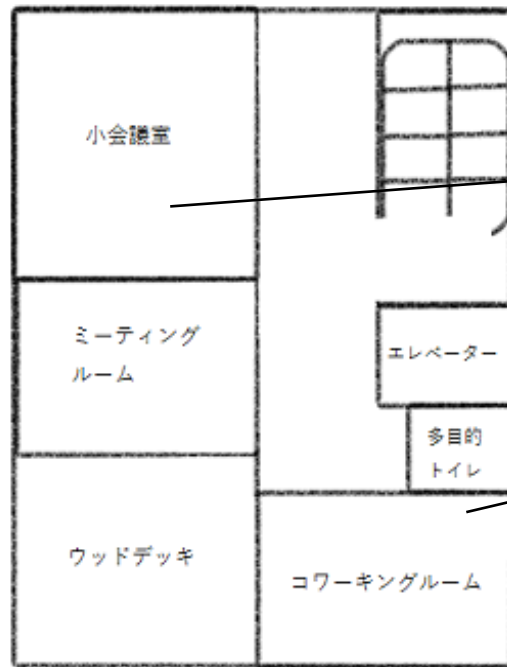 小会議室
ミーティング
ルーム
エレベーター
多目的
トイレ
ウッドデッキ
コワーキングルーム